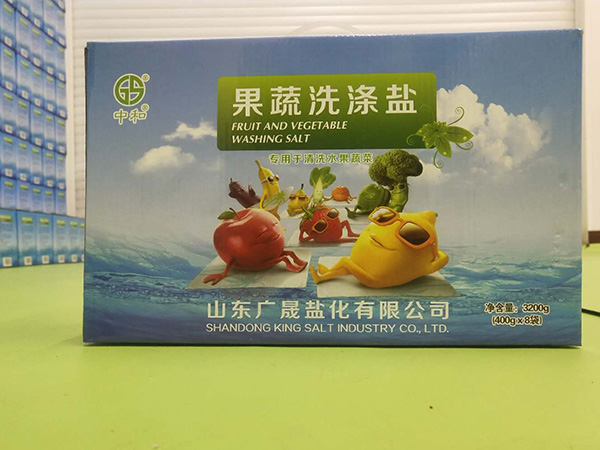 中和
果蔬洗涤盐
FRUIT AND VEGETABLE
WASHING SALT
专用于清洗水果蔬菜
山东广晟盐化有限公司
SHANDONG KING SALT INDUSTRY CO., LTD.
净含量：3200g
(400g x 8袋)